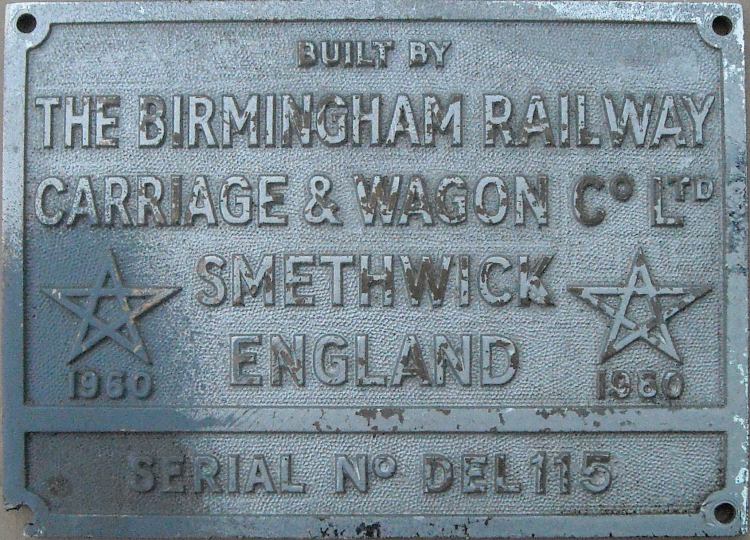 BUILT BY
THE BIRMINGHAM RAILWAY
CARRIAGE & WAGON Cº LTD
SMETHWICK
ENGLAND
1960 1960
SERIAL Nº DEL115